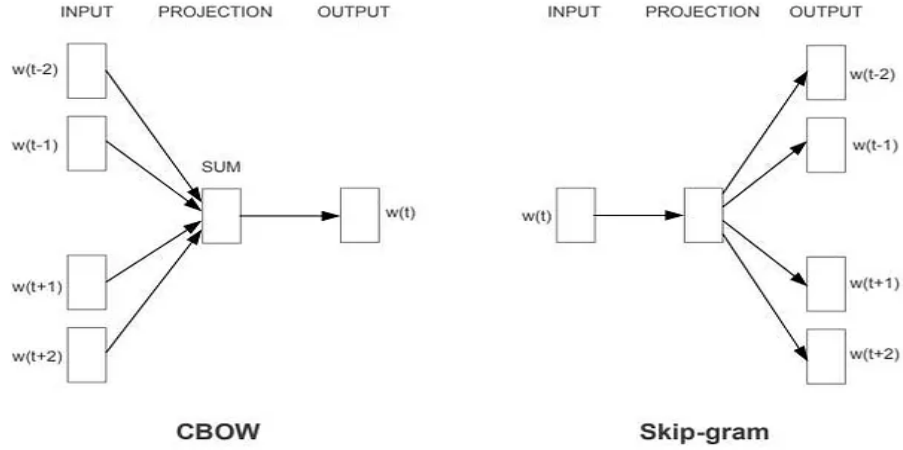 INPUT PROJECTION OUTPUT
w(t-2)
w(t-1)
SUM
w(t)
w(t+1)
w(t+2)
CBOW
INPUT PROJECTION OUTPUT
w(t-2)
w(t-1)
w(t)
w(t+1)
w(t+2)
Skip-gram